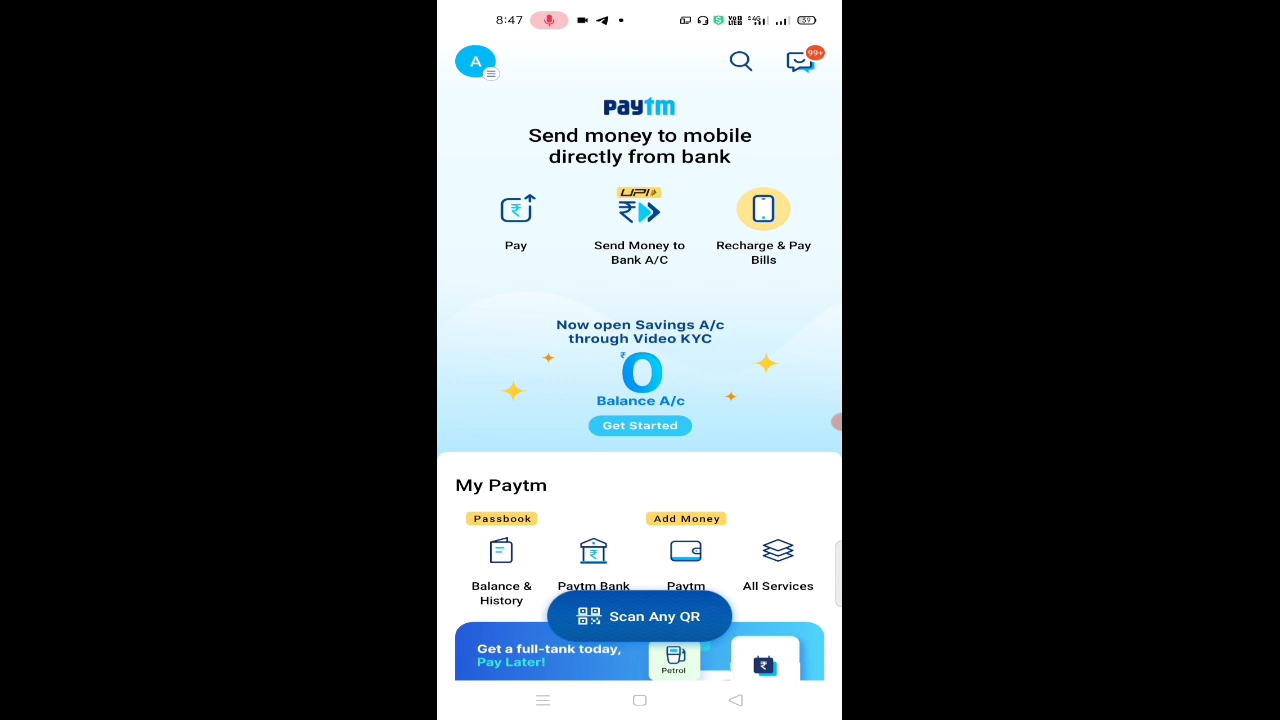 8:47
39
A
99+
paytm
Send money to mobile
directly from bank
UPI
Pay
Send Money to
Bank A/C
Recharge & Pay
Bills
Now open Savings A/c
through Video KYC
₹0
Balance A/c
Get Started
My Paytm
Passbook
Add Money
Balance &
History
Paytm Bank
Paytm
All Services
Scan Any QR
Get a full-tank today,
Pay Later!
Petrol